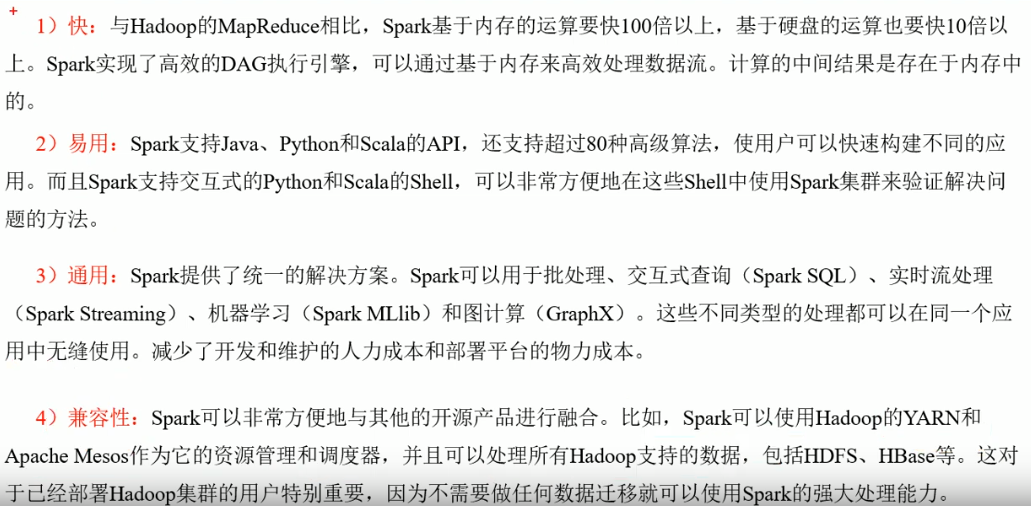 +
1）快：与Hadoop的MapReduce相比，Spark基于内存的运算要快100倍以上，基于硬盘的运算也要快10倍以
上。Spark实现了高效的DAG执行引擎，可以通过基于内存来高效处理数据流。计算的中间结果是存在于内存中
的。
2）易用：Spark支持Java、Python和Scala的API，还支持超过80种高级算法，使用户可以快速构建不同的应
用。而且Spark支持交互式的Python和Scala的Shell，可以非常方便地在这些Shell中使用Spark集群来验证解决问
题的方法。
3）通用：Spark提供了统一的解决方案。Spark可以用于批处理、交互式查询（Spark SQL）、实时流处理
（Spark Streaming）、机器学习（Spark MLlib）和图计算（GraphX）。这些不同类型的处理都可以在同一个应
用中无缝使用。减少了开发和维护的人力成本和部署平台的物力成本。
4）兼容性：Spark可以非常方便地与其他的开源产品进行融合。比如，Spark可以使用Hadoop的YARN和
Apache Mesos作为它的资源管理和调度器，并且可以处理所有Hadoop支持的数据，包括HDFS、HBase等。这对
于已经部署Hadoop集群的用户特别重要，因为不需要做任何数据迁移就可以使用Spark的强大处理能力。